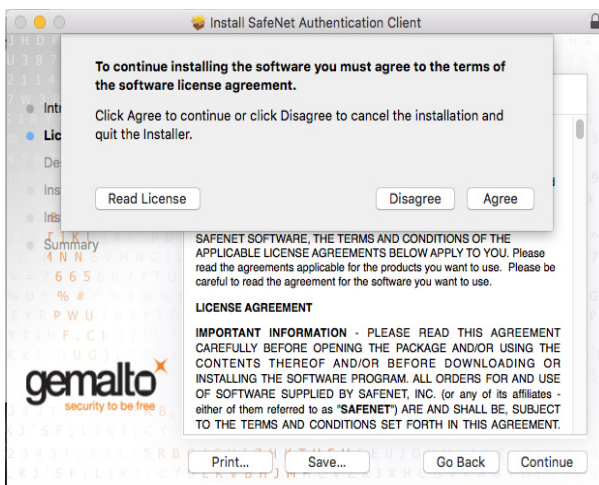 Install SafeNet Authentication Client
To continue installing the software you must agree to the terms of
the software license agreement.
Click Agree to continue or click Disagree to cancel the installation and
quit the Installer.
Read License
Disagree
Agree
Lic
De
Ins
Ins
Summary
SAFENET SOFTWARE, THE TERMS AND CONDITIONS OF THE
APPLICABLE LICENSE AGREEMENTS BELOW APPLY TO YOU. Please
read the agreements applicable for the products you want to use. Please be
careful to read the agreement for the software you want to use.
LICENSE AGREEMENT
IMPORTANT INFORMATION - PLEASE READ THIS AGREEMENT
CAREFULLY BEFORE OPENING THE PACKAGE AND/OR USING THE
CONTENTS THEREOF AND/OR BEFORE DOWNLOADING OR
INSTALLING THE SOFTWARE PROGRAM. ALL ORDERS FOR AND USE
OF SOFTWARE SUPPLIED BY SAFENET, INC. (or any of its affiliates -
either of them referred to as "SAFENET") ARE AND SHALL BE, SUBJECT
TO THE TERMS AND CONDITIONS SET FORTH IN THIS AGREEMENT.
gemalto
security to be free
Print...
Save...
Go Back
Continue